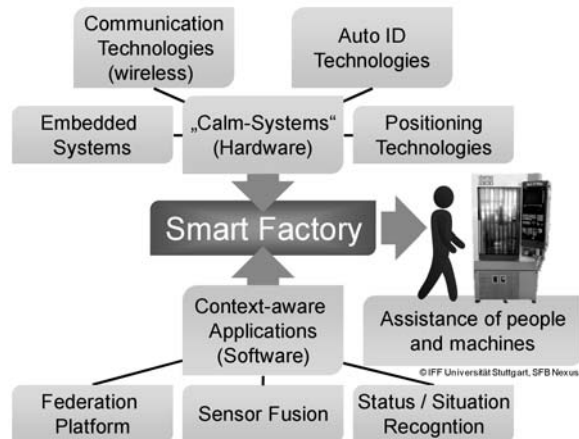 Communication
Technologies
(wireless)
Auto ID
Technologies
Embedded
Systems
„Calm-Systems“
(Hardware)
Positioning
Technologies
Smart Factory
Context-aware
Applications
(Software)
Assistance of people
and machines
© IFF Universität Stuttgart, SFB Nexus
Federation
Platform
Sensor Fusion
Status / Situation
Recogntion